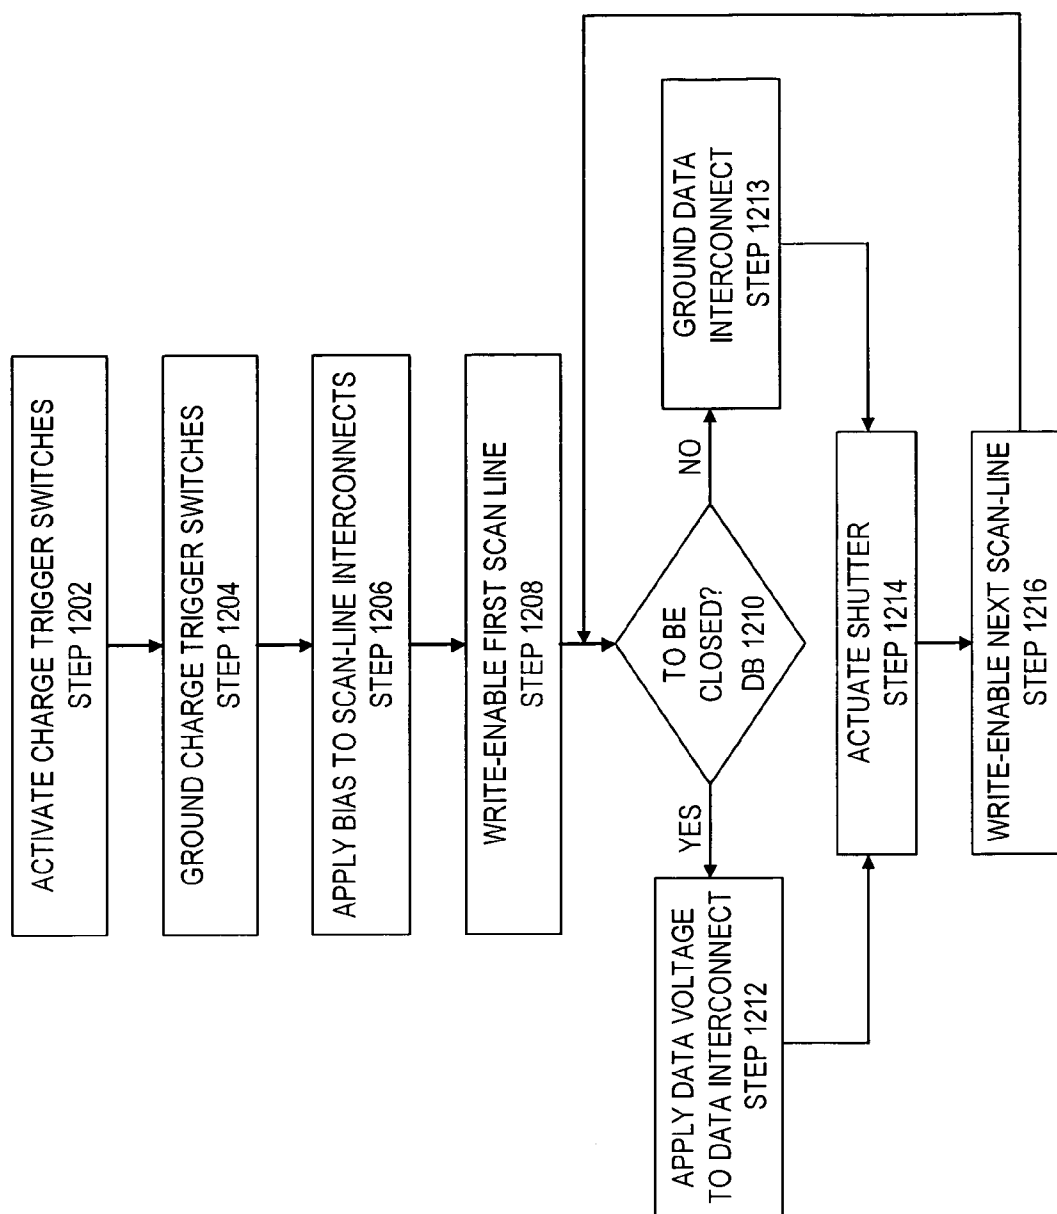 ACTIVATE CHARGE TRIGGER SWITCHES
STEP 1202
GROUND CHARGE TRIGGER SWITCHES
STEP 1204
APPLY BIAS TO SCAN-LINE INTERCONNECTS
STEP 1206
WRITE-ENABLE FIRST SCAN LINE
STEP 1208
TO BE
CLOSED?
DB 1210
YES
NO
APPLY DATA VOLTAGE
TO DATA INTERCONNECT
STEP 1212
GROUND DATA
INTERCONNECT
STEP 1213
ACTUATE SHUTTER
STEP 1214
WRITE-ENABLE NEXT SCAN-LINE
STEP 1216